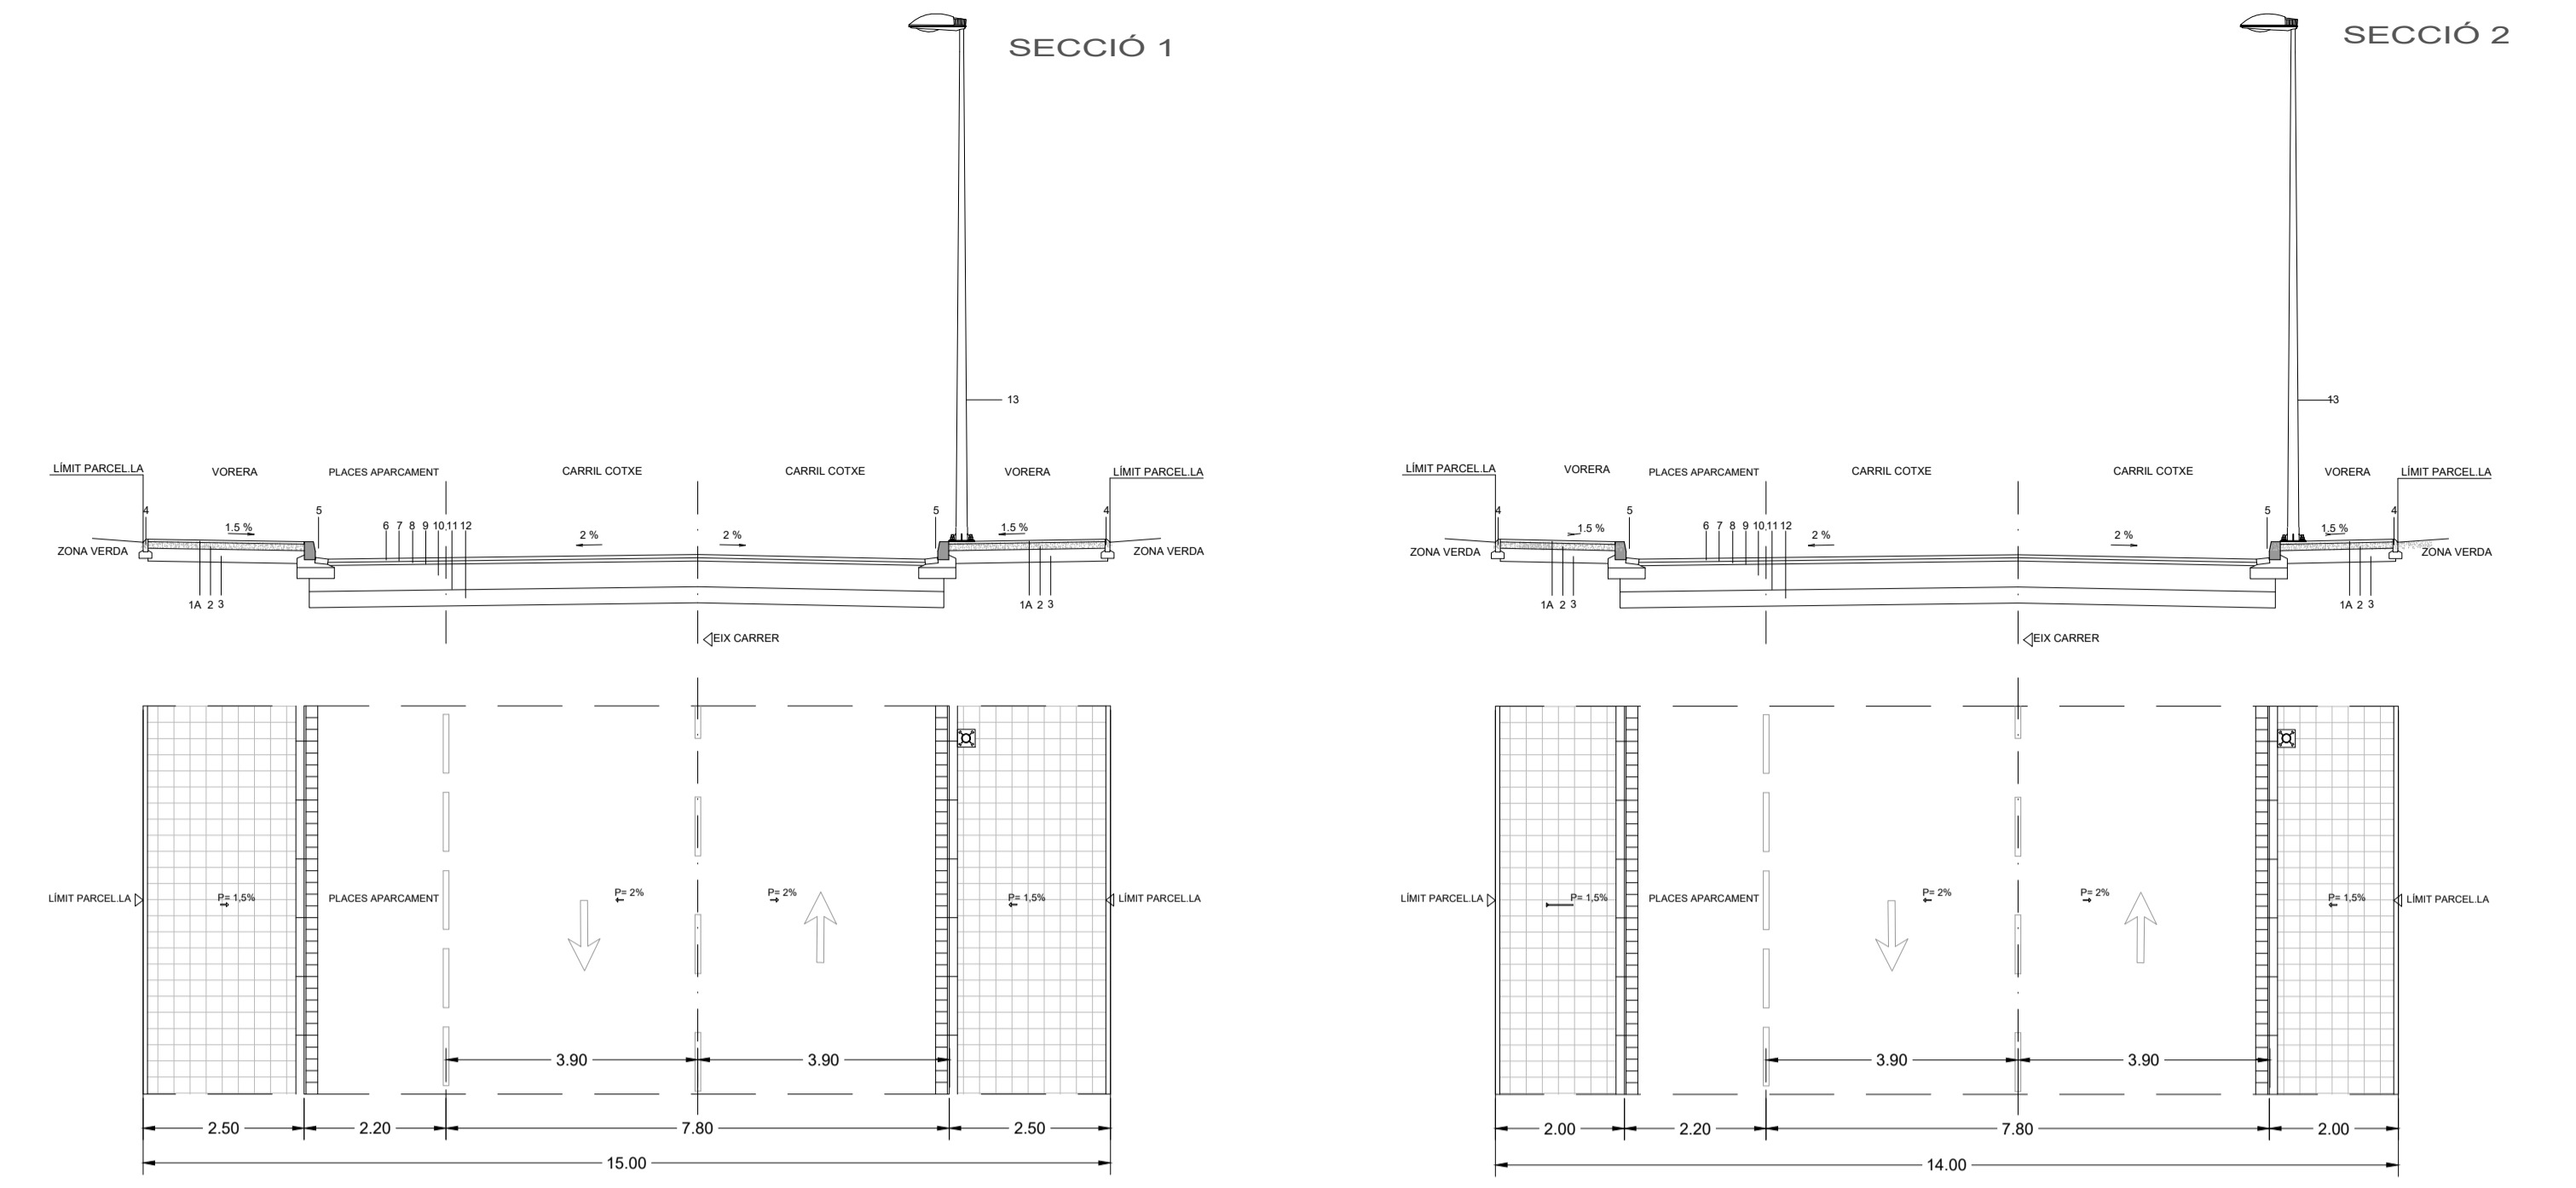 SECCIÓ 1
13
LÍMIT PARCEL.LA
VORERA
PLACES APARCAMENT
CARRIL COTXE
CARRIL COTXE
VORERA
LÍMIT PARCEL.LA
4
5
5
4
1.5 %
6 7 8 9 10 11 12
2 %
2 %
1.5 %
ZONA VERDA
ZONA VERDA
1A 2 3
1A 2 3
EIX CARRER
LÍMIT PARCEL.LA
P= 1,5%
PLACES APARCAMENT
P= 2%
P= 2%
P= 1,5%
LÍMIT PARCEL.LA
3.90
3.90
2.50
2.20
7.80
2.50
15.00
SECCIÓ 2
13
LÍMIT PARCEL.LA
VORERA
PLACES APARCAMENT
CARRIL COTXE
CARRIL COTXE
VORERA
LÍMIT PARCEL.LA
4
5
5
4
1.5 %
6 7 8 9 10 11 12
2 %
2 %
1.5 %
ZONA VERDA
ZONA VERDA
1A 2 3
1A 2 3
EIX CARRER
LÍMIT PARCEL.LA
P= 1,5%
PLACES APARCAMENT
P= 2%
P= 2%
P= 1,5%
LÍMIT PARCEL.LA
3.90
3.90
2.00
2.20
7.80
2.00
14.00